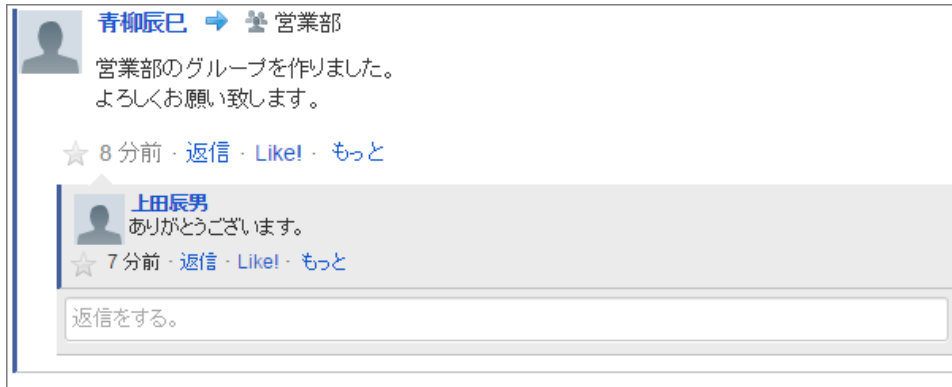 青柳辰巳 営業部
営業部のグループを作りました。
よろしくお願い致します。
8 分前 · 返信 · Like! · もっと
上田辰男
ありがとうございます。
7 分前 · 返信 · Like! · もっと
返信をする。